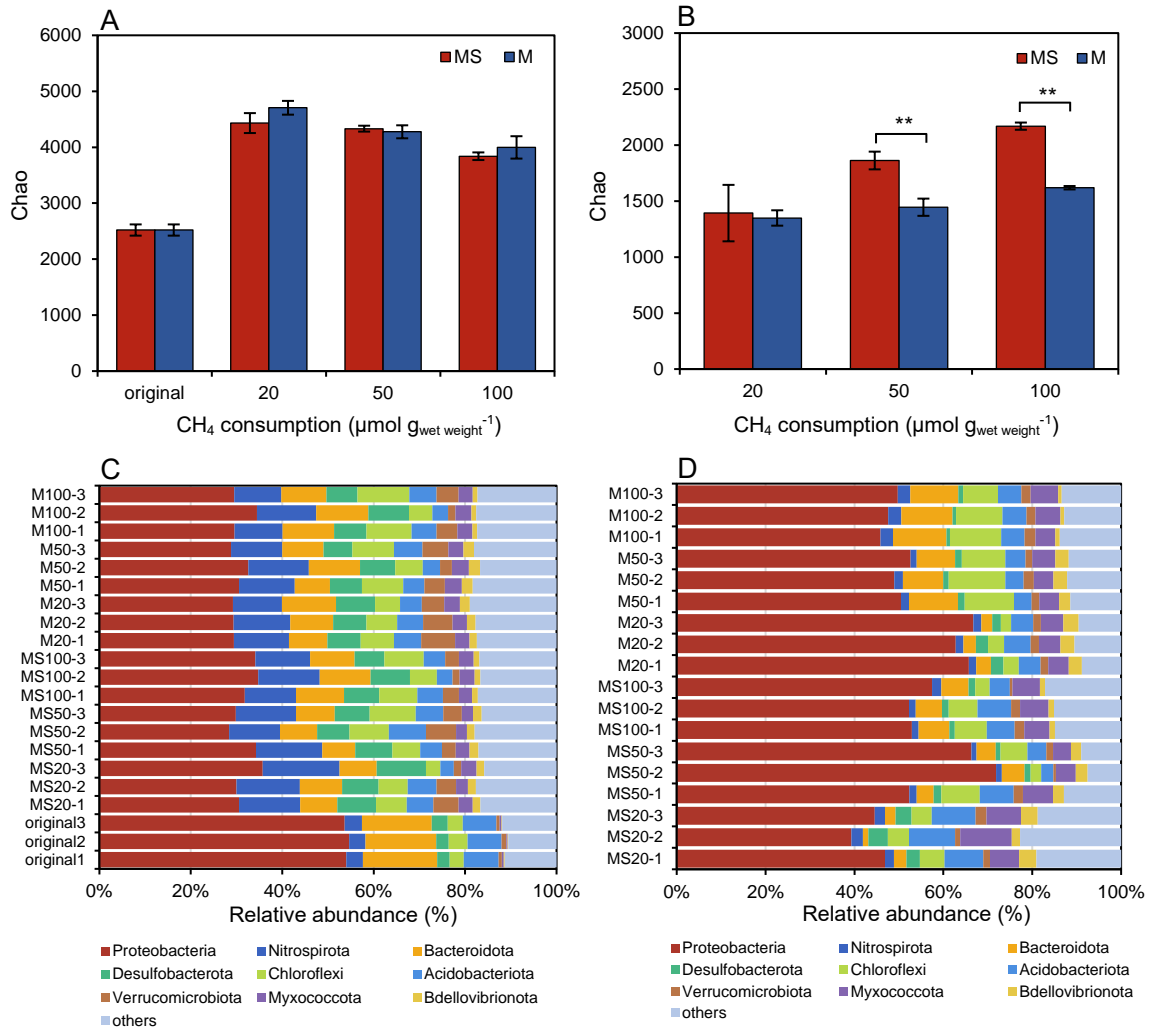 A
6000
5000
4000
3000
2000
1000
0
Chao
MS M
original 20 50 100
CH4 consumption (μmol gwet weight-1)
B
3000
2500
2000
1500
1000
500
0
Chao
MS M
**
**
20 50 100
CH4 consumption (μmol gwet weight-1)
C
M100-3
M100-2
M100-1
M50-3
M50-2
M50-1
M20-3
M20-2
M20-1
MS100-3
MS100-2
MS100-1
MS50-3
MS50-2
MS50-1
MS20-3
MS20-2
MS20-1
original3
original2
original1
0% 20% 40% 60% 80% 100%
Relative abundance (%)
Proteobacteria Nitrospirota Bacteroidota
Desulfobacterota Chloroflexi Acidobacteriota
Verrucomicrobiota Myxococcota Bdellovibrionota
others
D
M100-3
M100-2
M100-1
M50-3
M50-2
M50-1
M20-3
M20-2
M20-1
MS100-3
MS100-2
MS100-1
MS50-3
MS50-2
MS50-1
MS20-3
MS20-2
MS20-1
0% 20% 40% 60% 80% 100%
Relative abundance (%)
Proteobacteria Nitrospirota Bacteroidota
Desulfobacterota Chloroflexi Acidobacteriota
Verrucomicrobiota Myxococcota Bdellovibrionota
others